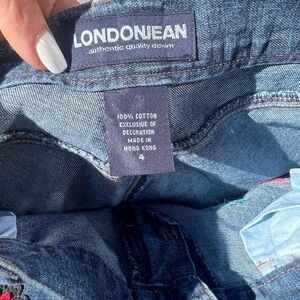 LONDONJEAN
authentic quality denim
100% COTTON
EXCLUSIVE OF
DECORATION
MADE IN
HONG KONG
4